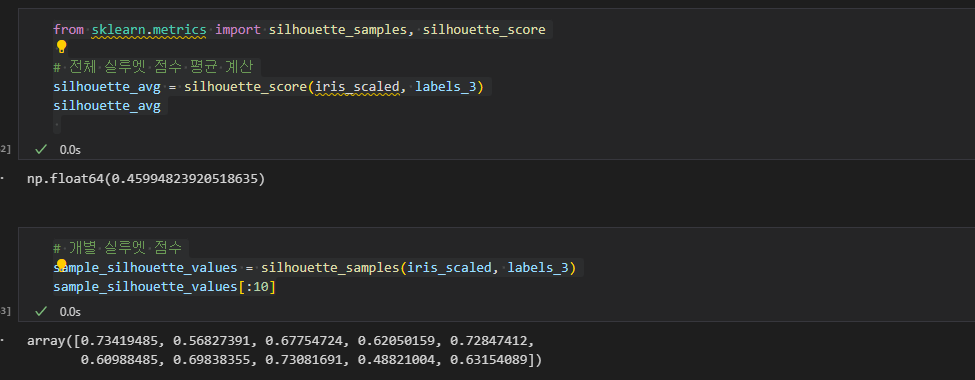 from sklearn.metrics import silhouette_samples, silhouette_score
# 전체 실루엣 점수 평균 계산
silhouette_avg = silhouette_score(iris_scaled, labels_3)
silhouette_avg
2]
0.0s
np.float64(0.45994823920518635)
# 개별 실루엣 점수
sample_silhouette_values = silhouette_samples(iris_scaled, labels_3)
sample_silhouette_values[:10]
3]
0.0s
array([0.73419485, 0.56827391, 0.67754724, 0.62050159, 0.72847412,
0.60988485, 0.69838355, 0.73081691, 0.48821004, 0.63154089])